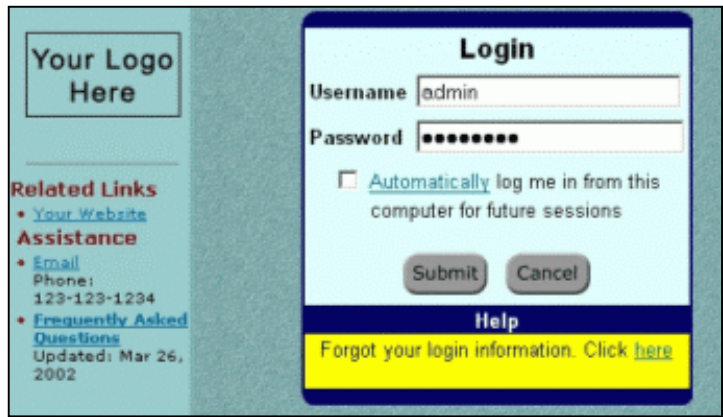 Your Logo
Here
Related Links
• Your Website
Assistance
• Email
Phone:
123-123-1234
• Frequently Asked
Questions
Updated: Mar 26,
2002
Login
Username admin
Password ●●●●●●●●
Automatically log me in from this
computer for future sessions
Submit Cancel
Help
Forgot your login information. Click here